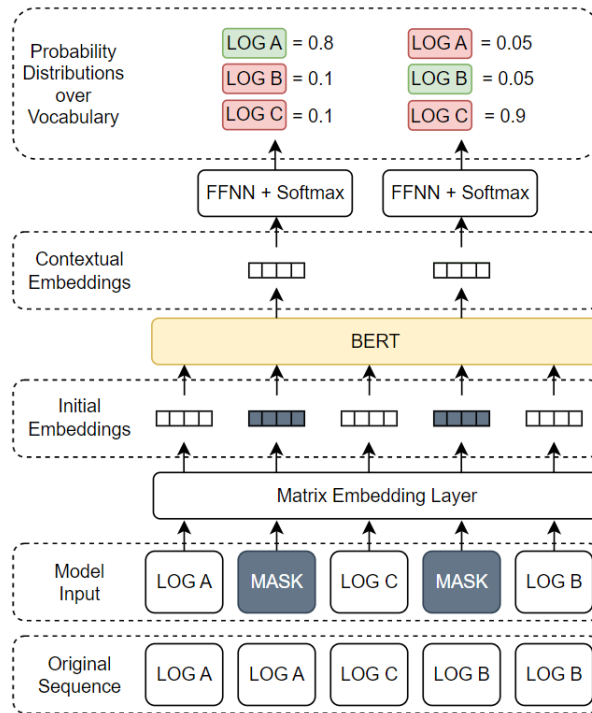 Probability
Distributions
over
Vocabulary
LOG A = 0.8
LOG B = 0.1
LOG C = 0.1
LOG A = 0.05
LOG B = 0.05
LOG C = 0.9
FFNN + Softmax
FFNN + Softmax
Contextual
Embeddings
BERT
Initial
Embeddings
Matrix Embedding Layer
Model
Input
LOG A
MASK
LOG C
MASK
LOG B
Original
Sequence
LOG A
LOG A
LOG C
LOG B
LOG B